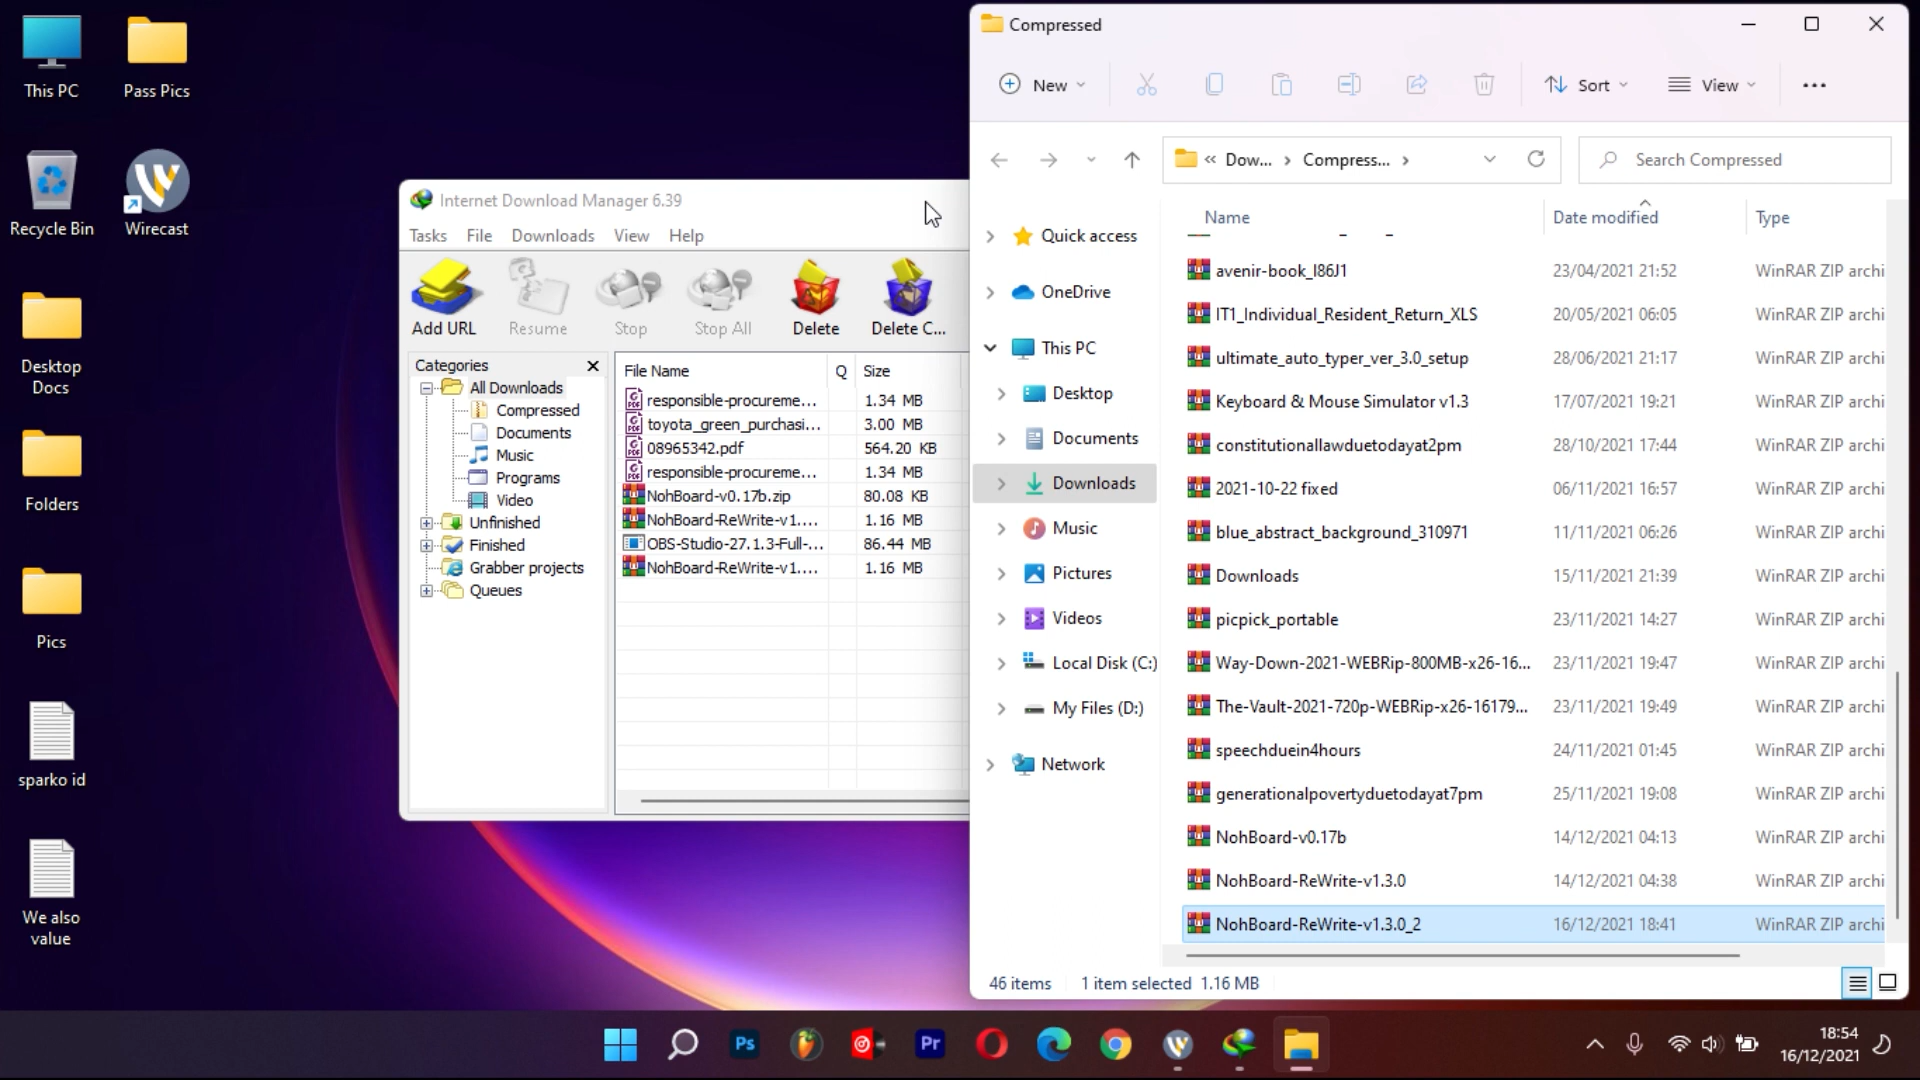 This PC
Pass Pics
Recycle Bin
Wirecast
Desktop
Docs
Folders
Pics
sparko id
We also
value
Internet Download Manager 6.39
Tasks File Downloads View Help
Add URL Resume Stop Stop All Delete Delete C...
Categories
All Downloads
Compressed
Documents
Music
Programs
Video
Unfinished
Finished
Grabber projects
Queues
File Name Q Size
responsible-procureme... 1.34 MB
toyota_green_purchasi... 3.00 MB
08965342.pdf 564.20 KB
responsible-procureme... 1.34 MB
NohBoard-v0.17b.zip 80.08 KB
NohBoard-ReWrite-v1.... 1.16 MB
OBS-Studio-27.1.3-Full-... 86.44 MB
NohBoard-ReWrite-v1.... 1.16 MB
Compressed
New Sort View
« Dow... › Compress... ›
Search Compressed
Quick access
OneDrive
This PC
Desktop
Documents
Downloads
Music
Pictures
Videos
Local Disk (C:)
My Files (D:)
Network
Name Date modified Type
avenir-book_I86J1 23/04/2021 21:52 WinRAR ZIP archi
IT1_Individual_Resident_Return_XLS 20/05/2021 06:05 WinRAR ZIP archi
ultimate_auto_typer_ver_3.0_setup 28/06/2021 21:17 WinRAR ZIP archi
Keyboard & Mouse Simulator v1.3 17/07/2021 19:21 WinRAR ZIP archi
constitutionallawduetodayat2pm 28/10/2021 17:44 WinRAR ZIP archi
2021-10-22 fixed 06/11/2021 16:57 WinRAR ZIP archi
blue_abstract_background_310971 11/11/2021 06:26 WinRAR ZIP archi
Downloads 15/11/2021 21:39 WinRAR ZIP archi
picpick_portable 23/11/2021 14:27 WinRAR ZIP archi
Way-Down-2021-WEBRip-800MB-x26-16... 23/11/2021 19:47 WinRAR ZIP archi
The-Vault-2021-720p-WEBRip-x26-16179... 23/11/2021 19:49 WinRAR ZIP archi
speechduein4hours 24/11/2021 01:45 WinRAR ZIP archi
generationalpovertyduetodayat7pm 25/11/2021 19:08 WinRAR ZIP archi
NohBoard-v0.17b 14/12/2021 04:13 WinRAR ZIP archi
NohBoard-ReWrite-v1.3.0 14/12/2021 04:38 WinRAR ZIP archi
NohBoard-ReWrite-v1.3.0_2 16/12/2021 18:41 WinRAR ZIP archi
46 items 1 item selected 1.16 MB
Ps
Pr
18:54
16/12/2021